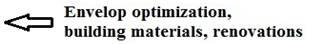 Envelop optimization,
building materials, renovations